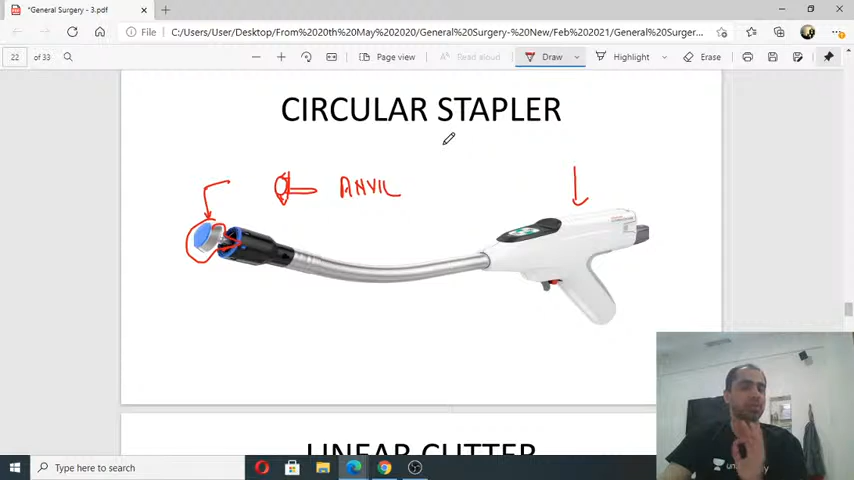 *General Surgery - 3.pdf
File
C:/Users/User/Desktop/From%2020th%20May%202020/General%20Surgery-%20New/Feb%202021/General%20Surge...
22 of 33
Page view
Read aloud
Draw
Highlight
Erase
CIRCULAR STAPLER
ANVIL
LINEAR CUTTER
Type here to search